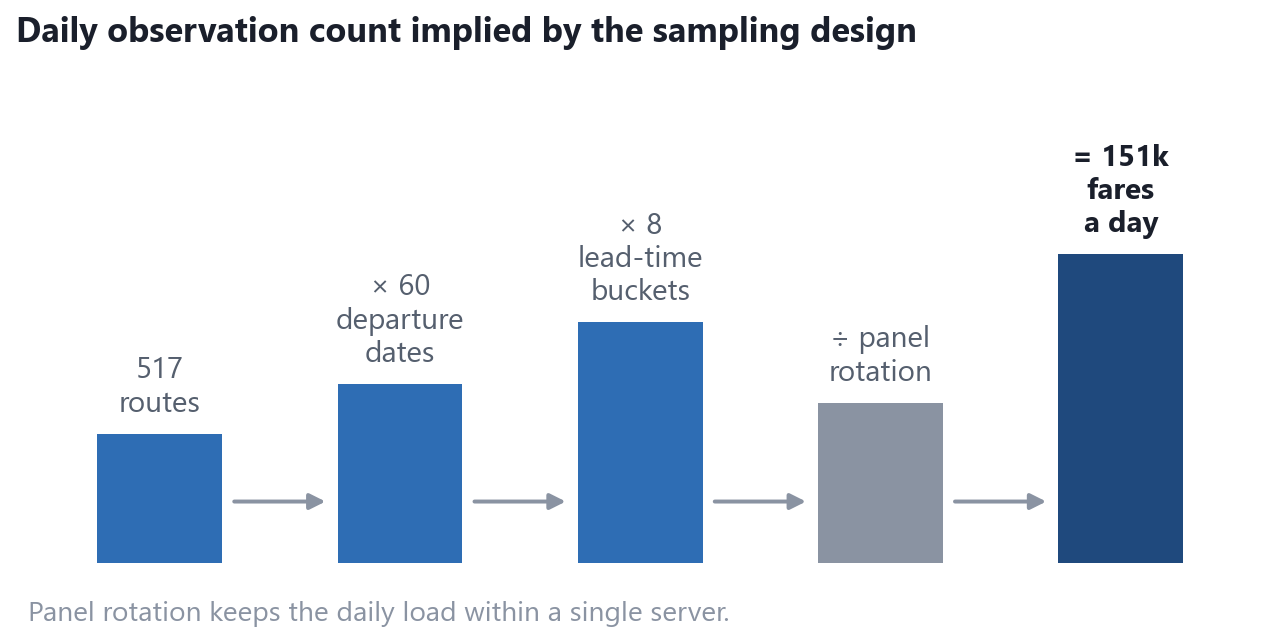 Daily observation count implied by the sampling design
517
routes
× 60
departure
dates
× 8
lead-time
buckets
÷ panel
rotation
= 151k
fares
a day
Panel rotation keeps the daily load within a single server.